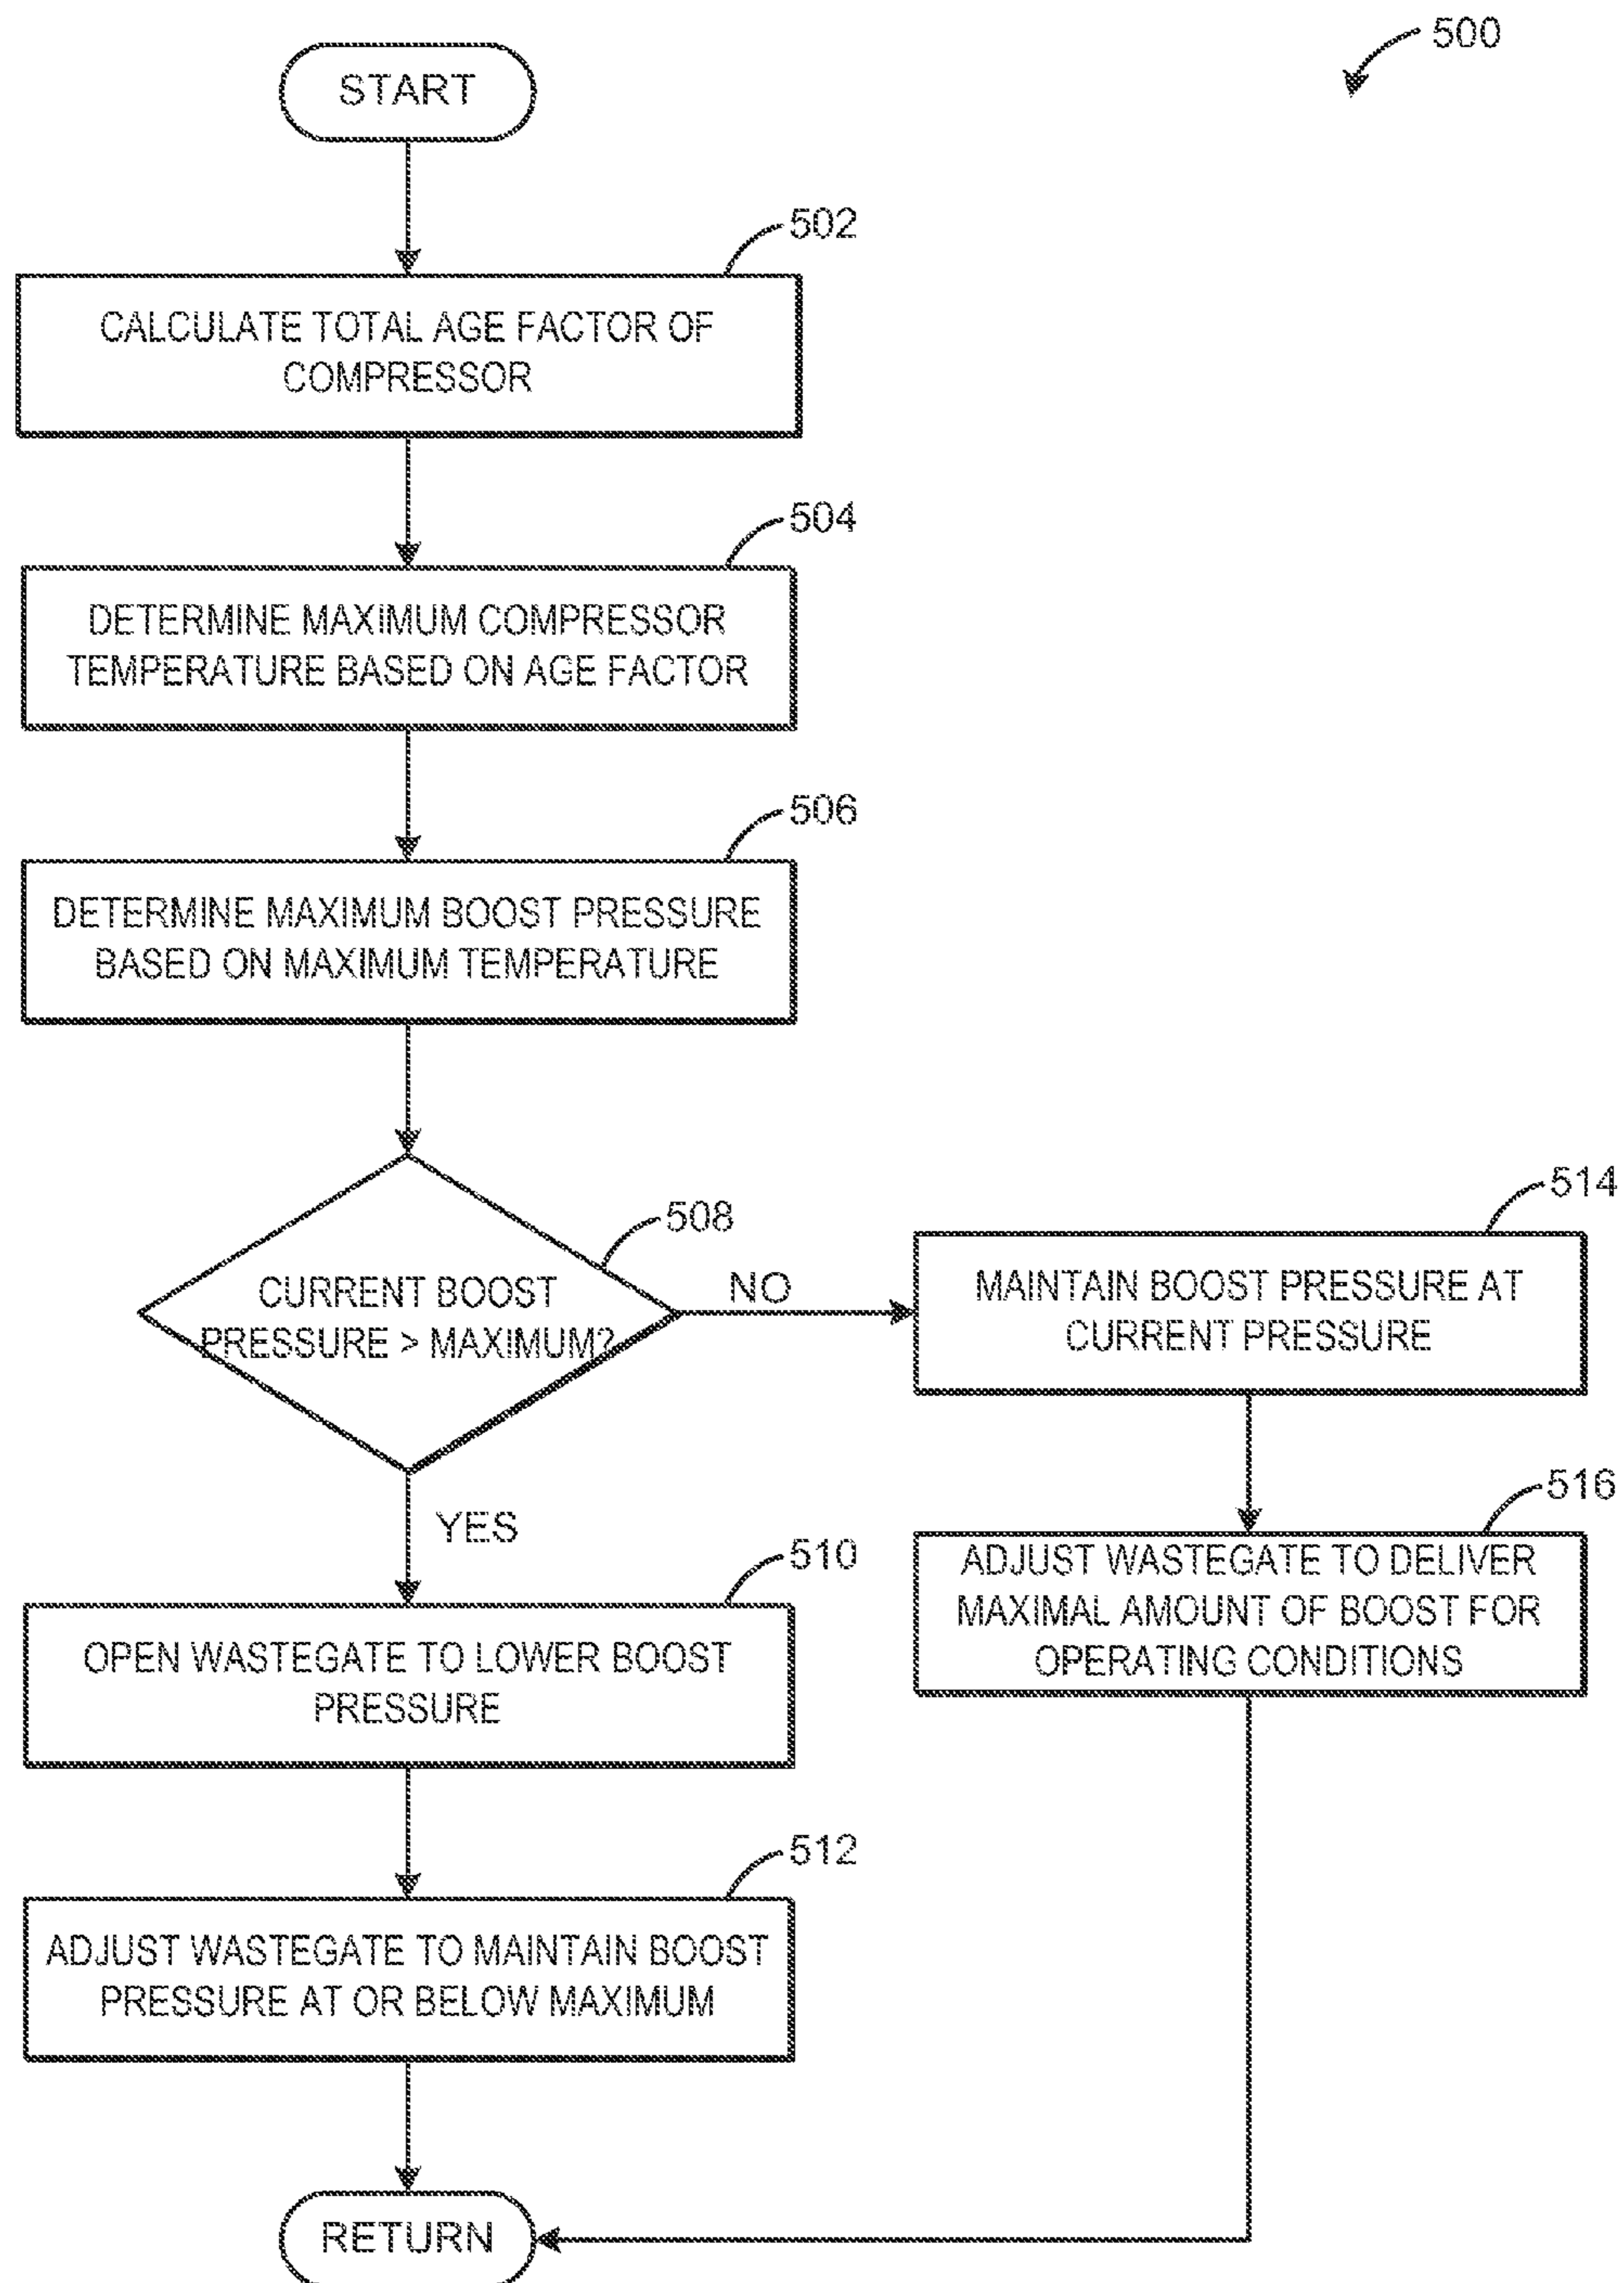 500
START
502
CALCULATE TOTAL AGE FACTOR OF
COMPRESSOR
504
DETERMINE MAXIMUM COMPRESSOR
TEMPERATURE BASED ON AGE FACTOR
506
DETERMINE MAXIMUM BOOST PRESSURE
BASED ON MAXIMUM TEMPERATURE
508
CURRENT BOOST
PRESSURE > MAXIMUM?
NO
514
MAINTAIN BOOST PRESSURE AT
CURRENT PRESSURE
516
ADJUST WASTEGATE TO DELIVER
MAXIMAL AMOUNT OF BOOST FOR
OPERATING CONDITIONS
YES
510
OPEN WASTEGATE TO LOWER BOOST
PRESSURE
512
ADJUST WASTEGATE TO MAINTAIN BOOST
PRESSURE AT OR BELOW MAXIMUM
RETURN